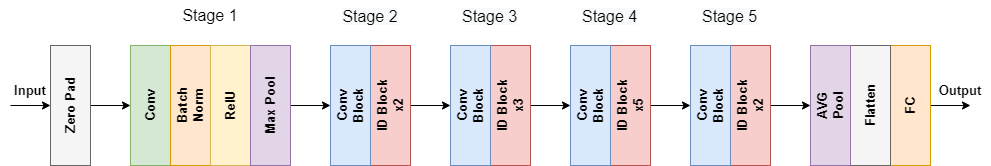 Stage 1
Stage 2
Stage 3
Stage 4
Stage 5
Input
Zero Pad
Conv
Batch
Norm
RelU
Max Pool
Conv
Block
ID Block
x2
Conv
Block
ID Block
x3
Conv
Block
ID Block
x5
Conv
Block
ID Block
x2
AVG
Pool
Flatten
FC
Output